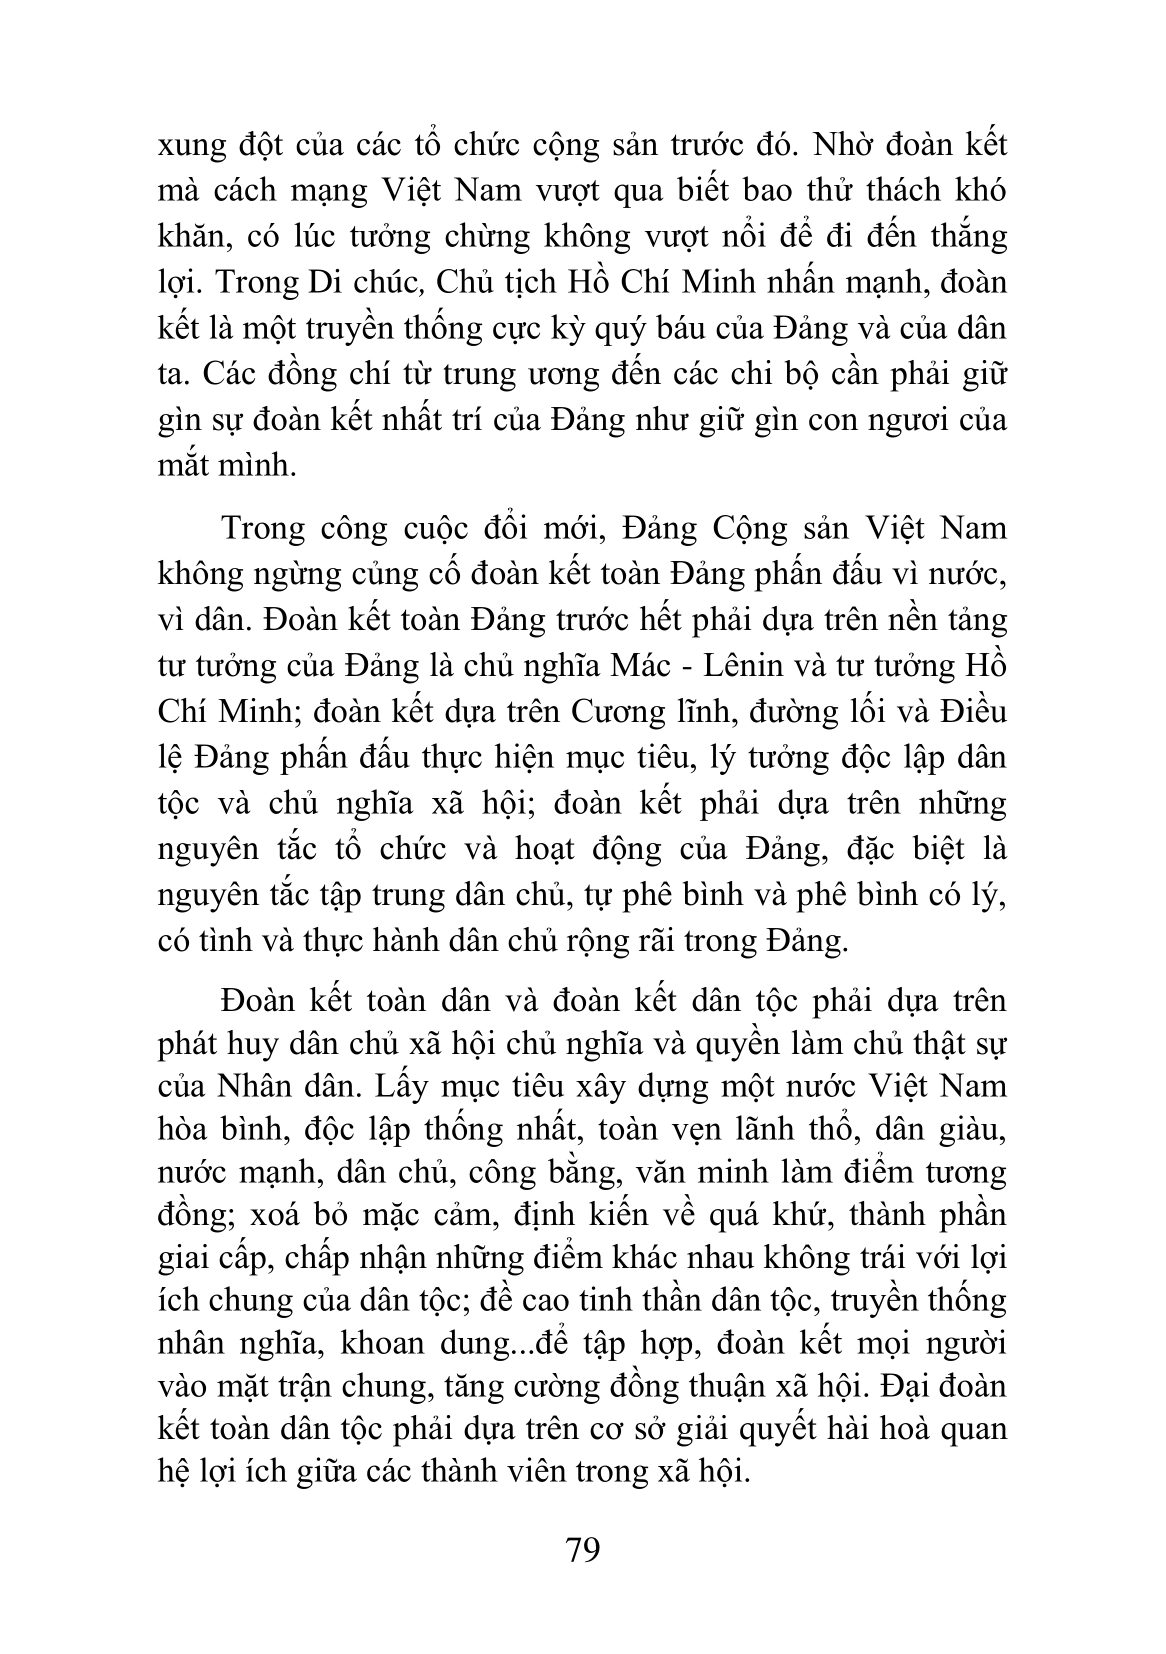 xung đột của các tổ chức cộng sản trước đó. Nhờ đoàn kết
mà cách mạng Việt Nam vượt qua biết bao thử thách khó
khăn, có lúc tưởng chừng không vượt nổi để đi đến thắng
lợi. Trong Di chúc, Chủ tịch Hồ Chí Minh nhấn mạnh, đoàn
kết là một truyền thống cực kỳ quý báu của Đảng và của dân
ta. Các đồng chí từ trung ương đến các chi bộ cần phải giữ
gìn sự đoàn kết nhất trí của Đảng như giữ gìn con ngươi của
mắt mình.
Trong công cuộc đổi mới, Đảng Cộng sản Việt Nam
không ngừng củng cố đoàn kết toàn Đảng phấn đấu vì nước,
vì dân. Đoàn kết toàn Đảng trước hết phải dựa trên nền tảng
tư tưởng của Đảng là chủ nghĩa Mác - Lênin và tư tưởng Hồ
Chí Minh; đoàn kết dựa trên Cương lĩnh, đường lối và Điều
lệ Đảng phấn đấu thực hiện mục tiêu, lý tưởng độc lập dân
tộc và chủ nghĩa xã hội; đoàn kết phải dựa trên những
nguyên tắc tổ chức và hoạt động của Đảng, đặc biệt là
nguyên tắc tập trung dân chủ, tự phê bình và phê bình có lý,
có tình và thực hành dân chủ rộng rãi trong Đảng.
Đoàn kết toàn dân và đoàn kết dân tộc phải dựa trên
phát huy dân chủ xã hội chủ nghĩa và quyền làm chủ thật sự
của Nhân dân. Lấy mục tiêu xây dựng một nước Việt Nam
hòa bình, độc lập thống nhất, toàn vẹn lãnh thổ, dân giàu,
nước mạnh, dân chủ, công bằng, văn minh làm điểm tương
đồng; xoá bỏ mặc cảm, định kiến về quá khứ, thành phần
giai cấp, chấp nhận những điểm khác nhau không trái với lợi
ích chung của dân tộc; đề cao tinh thần dân tộc, truyền thống
nhân nghĩa, khoan dung...để tập hợp, đoàn kết mọi người
vào mặt trận chung, tăng cường đồng thuận xã hội. Đại đoàn
kết toàn dân tộc phải dựa trên cơ sở giải quyết hài hoà quan
hệ lợi ích giữa các thành viên trong xã hội.
79